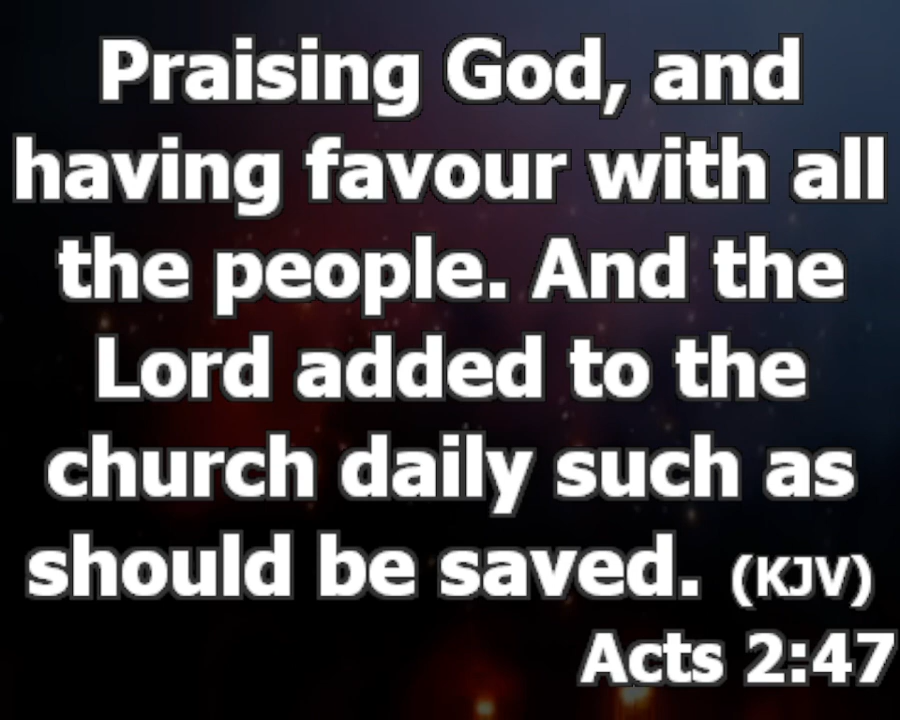 Praising God, and
having favour with all
the people. And the
Lord added to the
church daily such as
should be saved. (KJV)
Acts 2:47